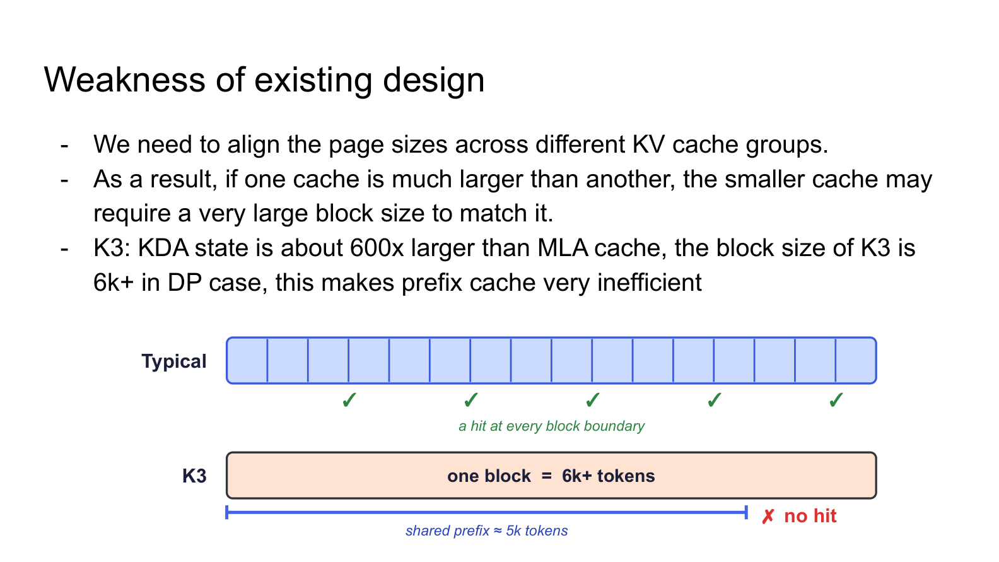 Weakness of existing design
- We need to align the page sizes across different KV cache groups.
- As a result, if one cache is much larger than another, the smaller cache may
require a very large block size to match it.
- K3: KDA state is about 600x larger than MLA cache, the block size of K3 is
6k+ in DP case, this makes prefix cache very inefficient
Typical
✓ ✓ ✓ ✓ ✓
a hit at every block boundary
K3
one block = 6k+ tokens
✗ no hit
shared prefix ≈ 5k tokens